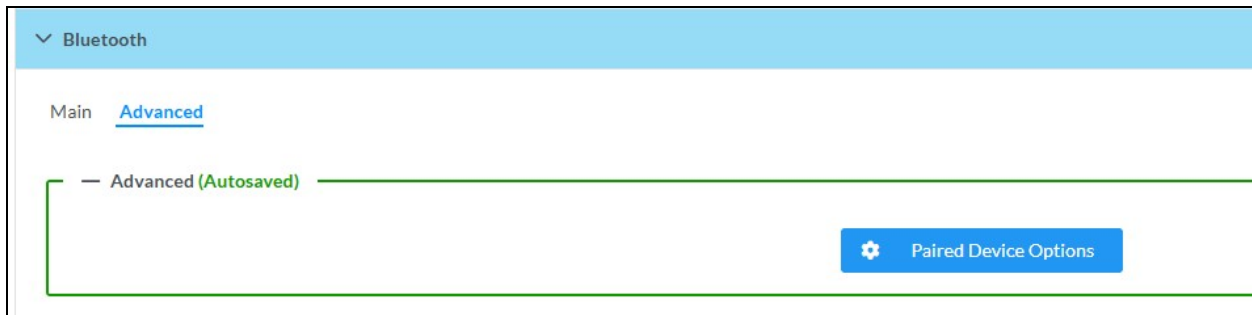 Bluetooth
Main Advanced
Advanced (Autosaved)
Paired Device Options